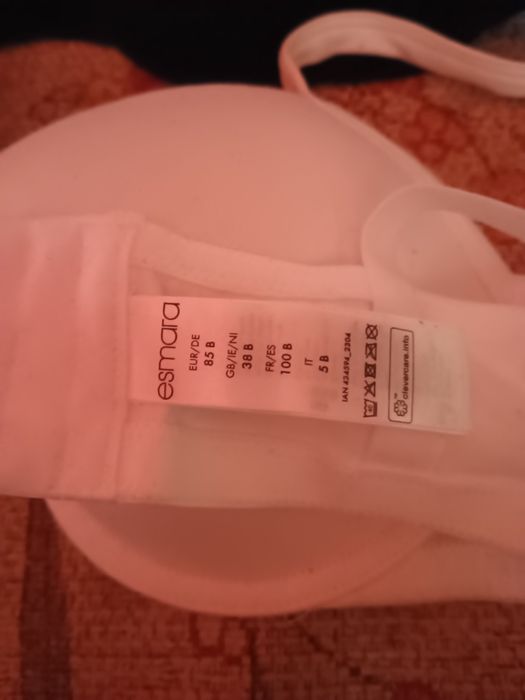 esmara
EUR/DE
85 B
GB/IE/NI
38 B
FR/ES
100 B
IT
5 B
IAN 434594_2304
clevercare.info